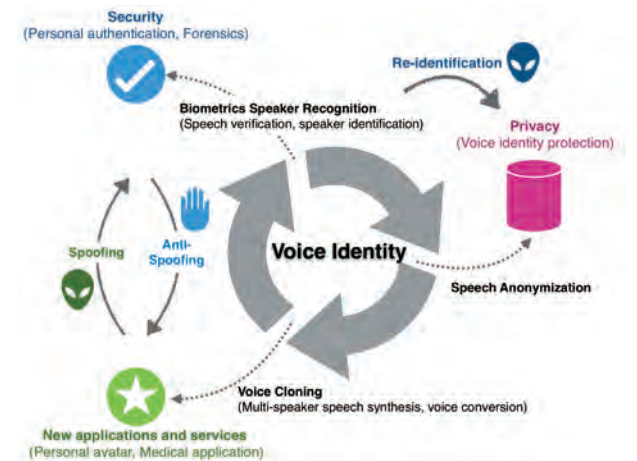 Security
(Personal authentication, Forensics)
Re-identification
Biometrics Speaker Recognition
(Speech verification, speaker identification)
Privacy
(Voice identity protection)
Spoofing
Anti-
Spoofing
Voice Identity
Speech Anonymization
Voice Cloning
(Multi-speaker speech synthesis, voice conversion)
New applications and services
(Personal avatar, Medical application)